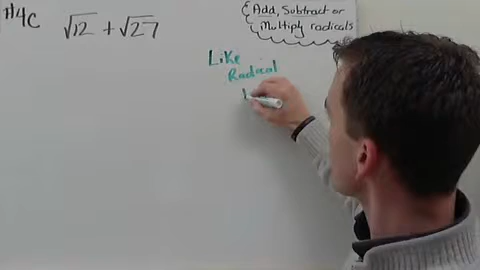 #4C
√12 + √27
Add, Subtract or
Multiply radicals
Like
Radical